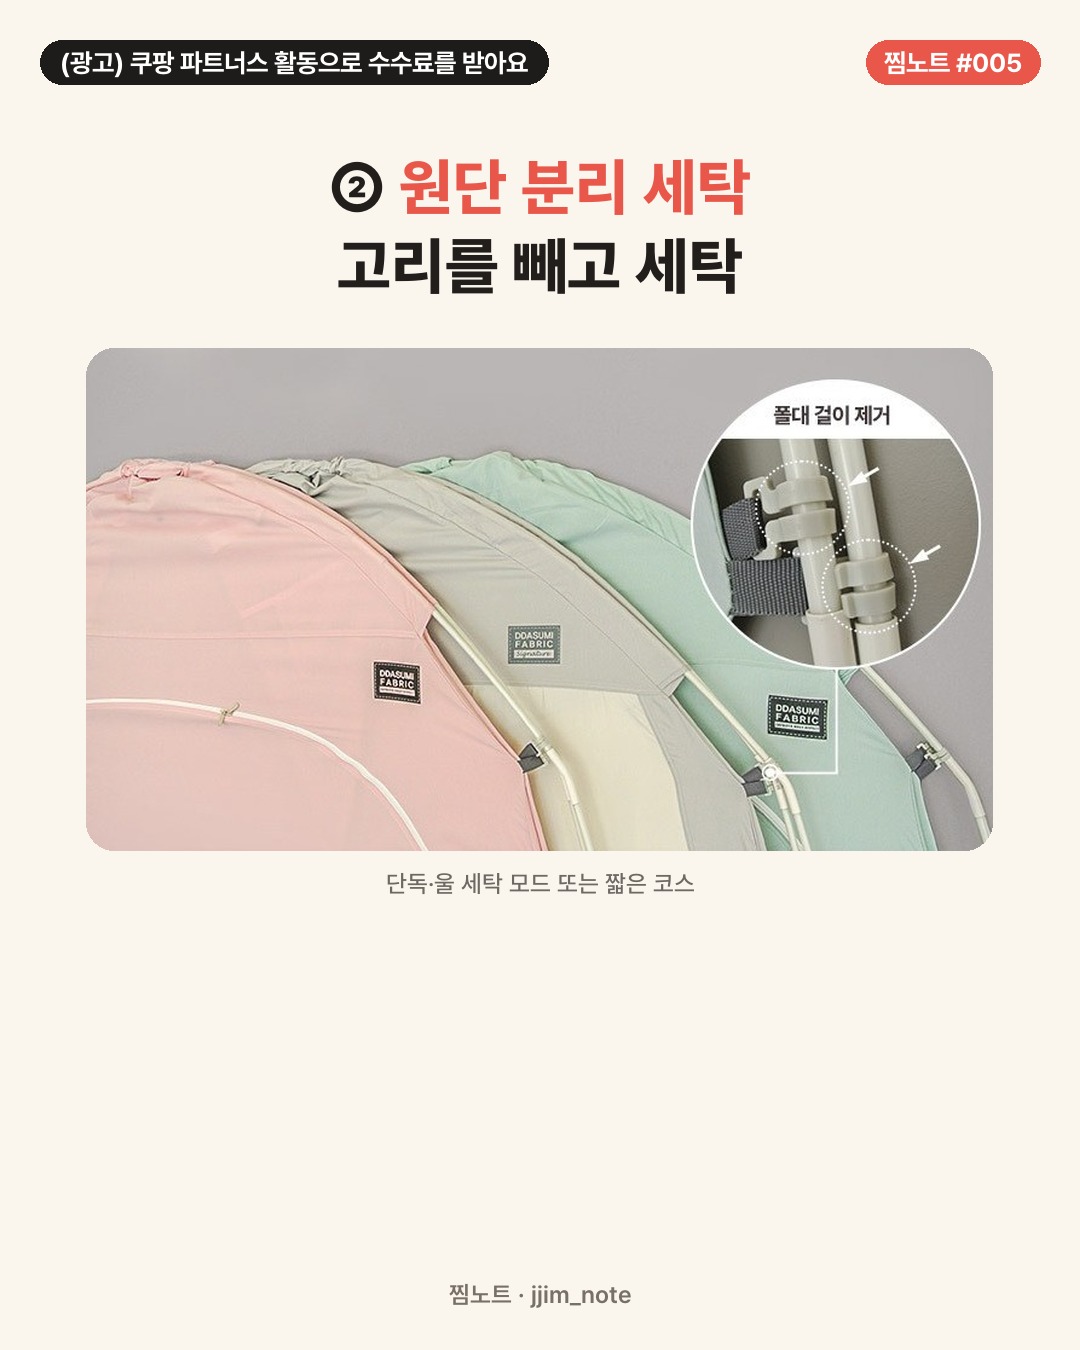 (광고) 쿠팡 파트너스 활동으로 수수료를 받아요
찜노트 #005
② 원단 분리 세탁
고리를 빼고 세탁
폴대 걸이 제거
DDASUMI
FABRIC
DDASUMI
FABRIC
Signature
DDASUMI
FABRIC
단독·울 세탁 모드 또는 짧은 코스
찜노트 · jjim_note